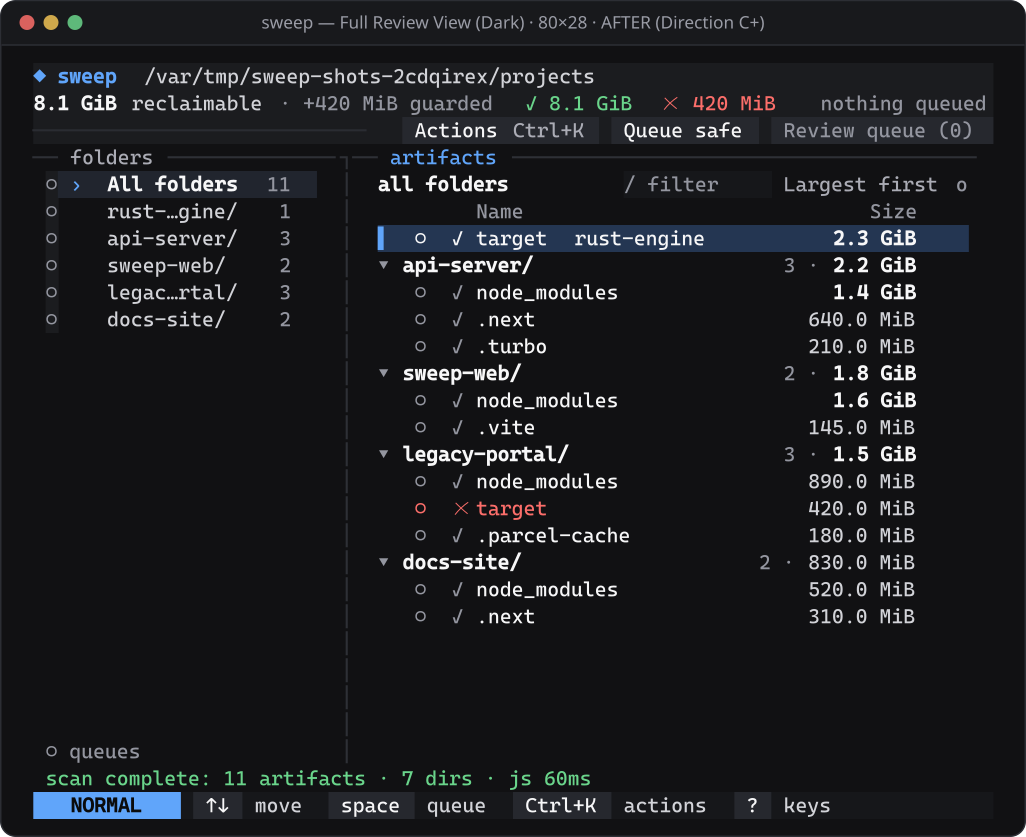 sweep — Full Review View (Dark) · 80×28 · AFTER (Direction C+)
◆ sweep /var/tmp/sweep-shots-2cdqirex/projects
8.1 GiB reclaimable · +420 MiB guarded ✓ 8.1 GiB ✕ 420 MiB nothing queued
Actions Ctrl+K Queue safe Review queue (0)
folders
○ › All folders 11
○ rust-…gine/ 1
○ api-server/ 3
○ sweep-web/ 2
○ legac…rtal/ 3
○ docs-site/ 2
○ queues
artifacts
all folders / filter Largest first o
Name Size
○ ✓ target rust-engine 2.3 GiB
▾ api-server/ 3 · 2.2 GiB
○ ✓ node_modules 1.4 GiB
○ ✓ .next 640.0 MiB
○ ✓ .turbo 210.0 MiB
▾ sweep-web/ 2 · 1.8 GiB
○ ✓ node_modules 1.6 GiB
○ ✓ .vite 145.0 MiB
▾ legacy-portal/ 3 · 1.5 GiB
○ ✓ node_modules 890.0 MiB
○ ✕ target 420.0 MiB
○ ✓ .parcel-cache 180.0 MiB
▾ docs-site/ 2 · 830.0 MiB
○ ✓ node_modules 520.0 MiB
○ ✓ .next 310.0 MiB
scan complete: 11 artifacts · 7 dirs · js 60ms
NORMAL ↑↓ move space queue Ctrl+K actions ? keys